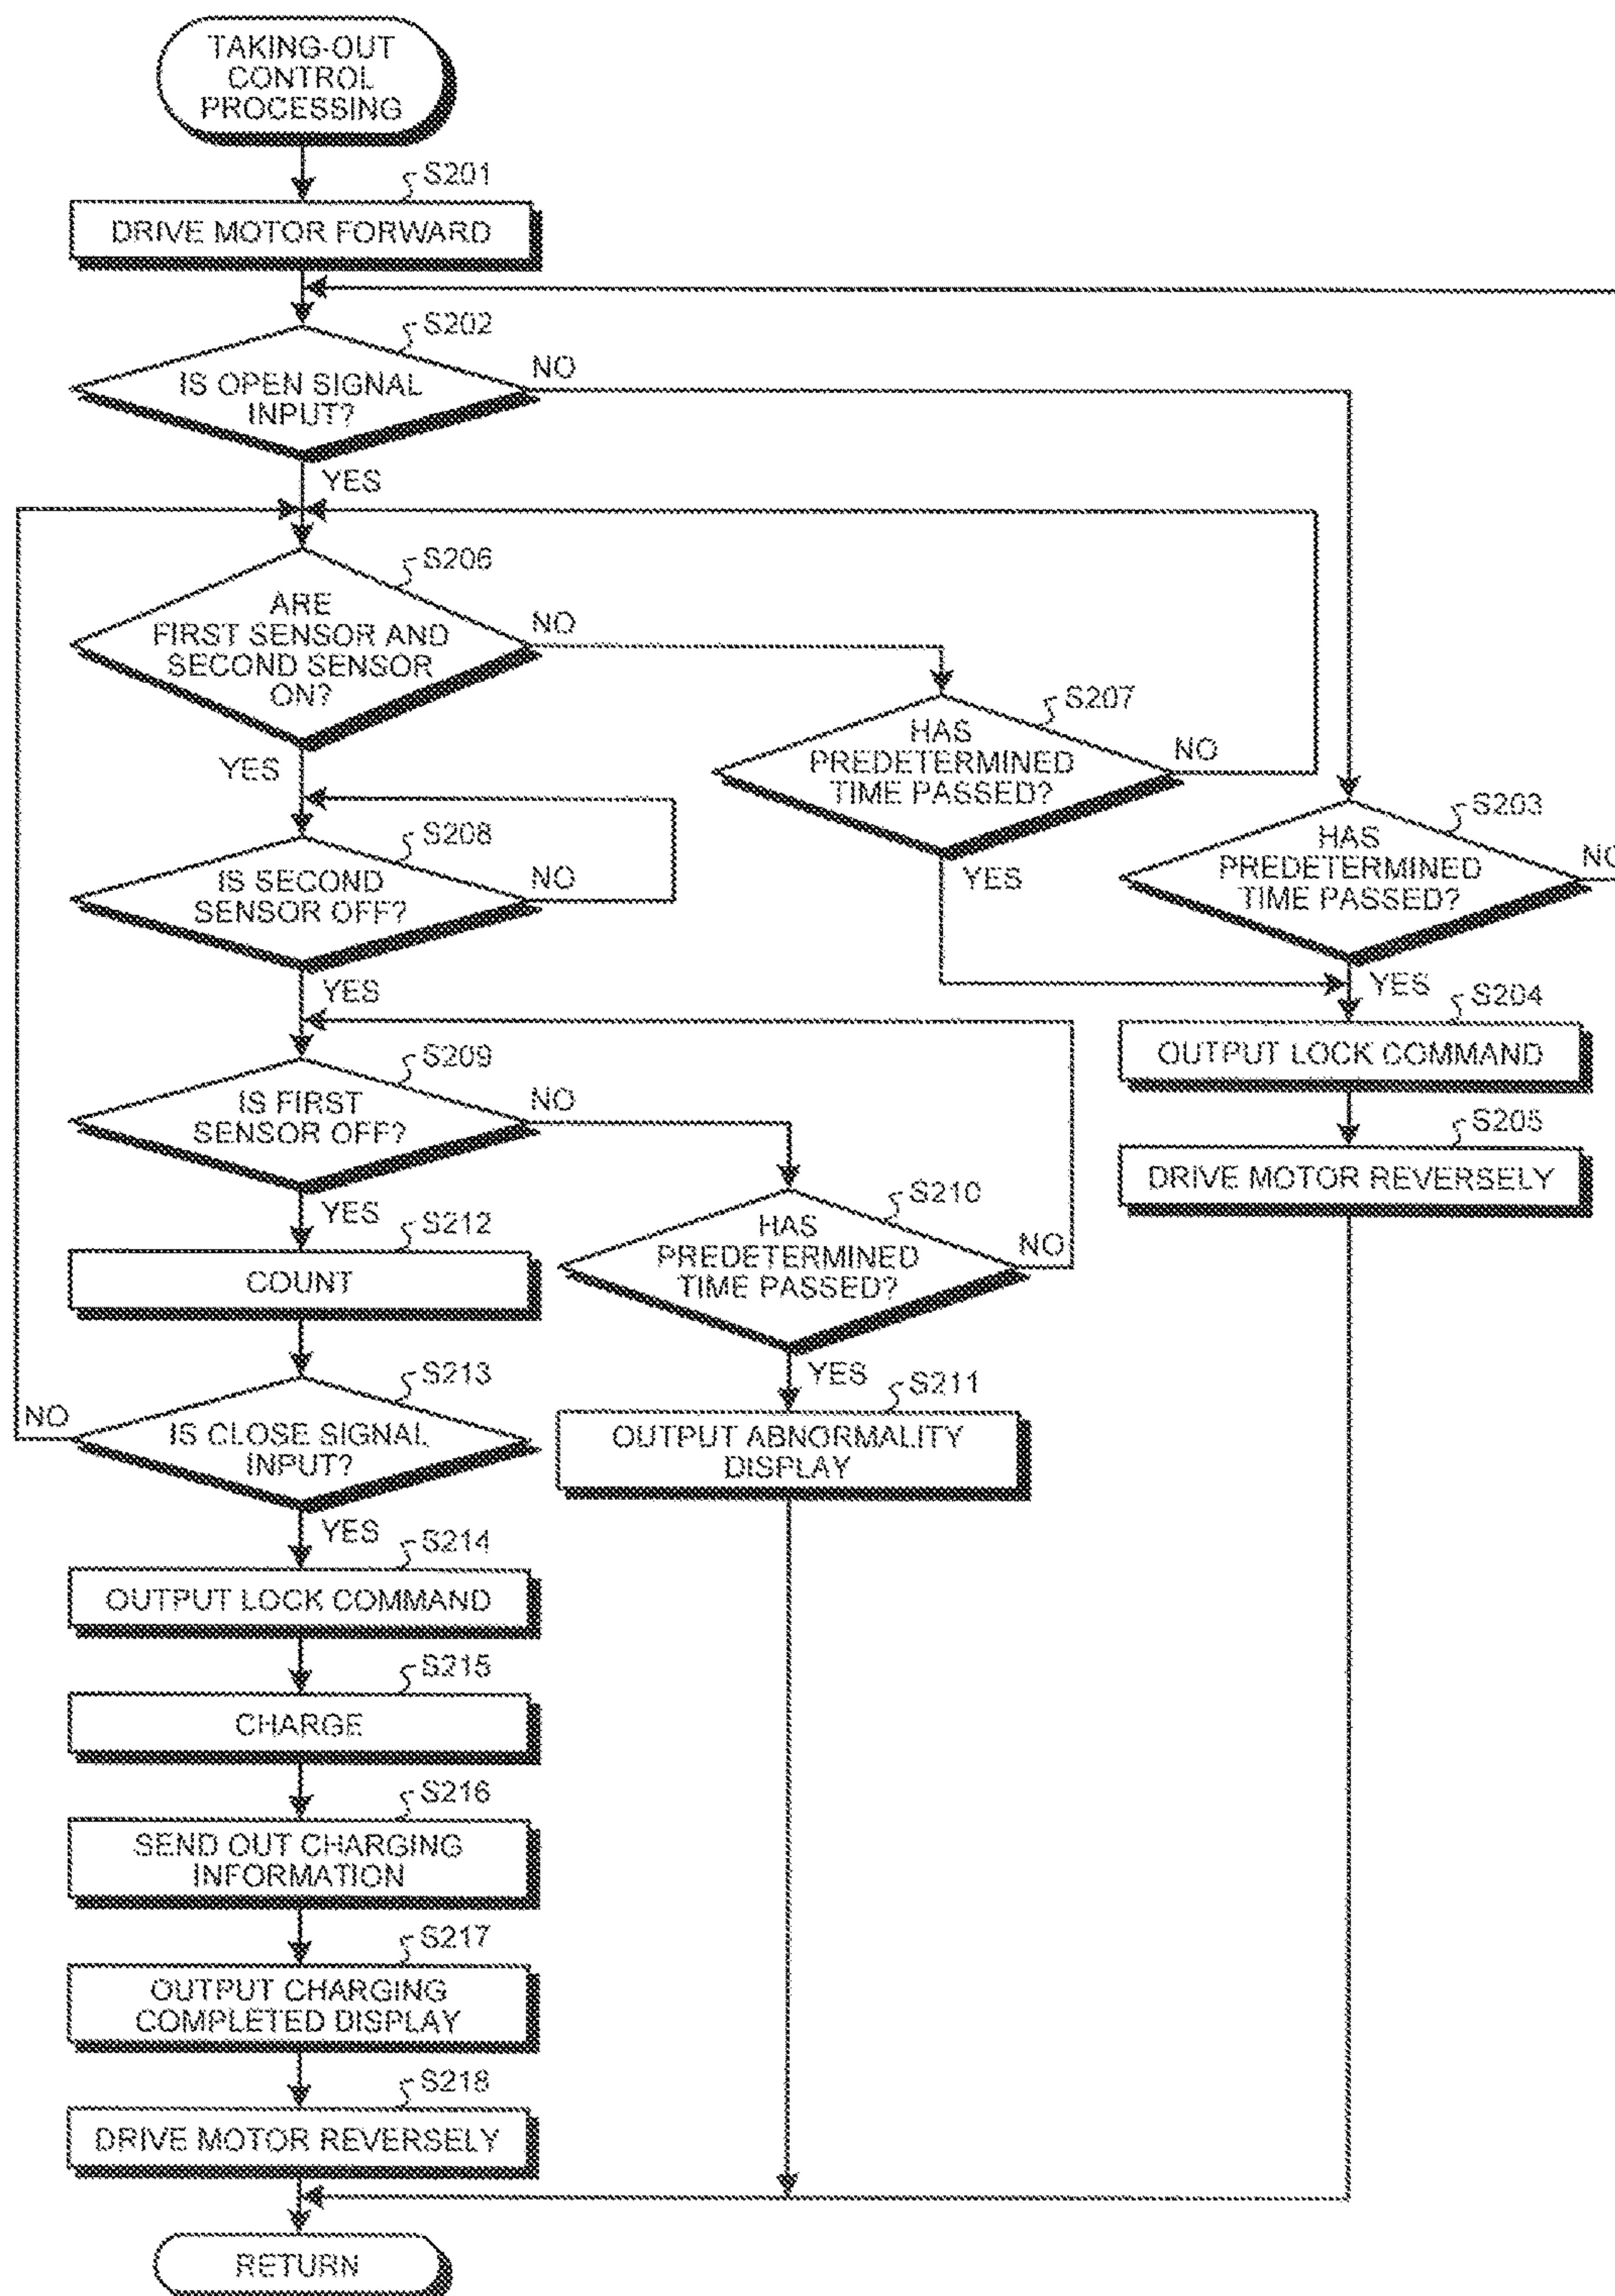 TAKING-OUT
CONTROL
PROCESSING
S201
DRIVE MOTOR FORWARD
S202
IS OPEN SIGNAL
INPUT?
NO
YES
S206
ARE
FIRST SENSOR AND
SECOND SENSOR
ON?
NO
YES
S207
HAS
PREDETERMINED
TIME PASSED?
NO
YES
S203
HAS
PREDETERMINED
TIME PASSED?
NO
YES
S204
OUTPUT LOCK COMMAND
S205
DRIVE MOTOR REVERSELY
S208
IS SECOND
SENSOR OFF?
NO
YES
S209
IS FIRST
SENSOR OFF?
NO
YES
S210
HAS
PREDETERMINED
TIME PASSED?
NO
YES
S211
OUTPUT ABNORMALITY
DISPLAY
S212
COUNT
S213
IS CLOSE SIGNAL
INPUT?
NO
YES
S214
OUTPUT LOCK COMMAND
S215
CHARGE
S216
SEND OUT CHARGING
INFORMATION
S217
OUTPUT CHARGING
COMPLETED DISPLAY
S218
DRIVE MOTOR REVERSELY
RETURN